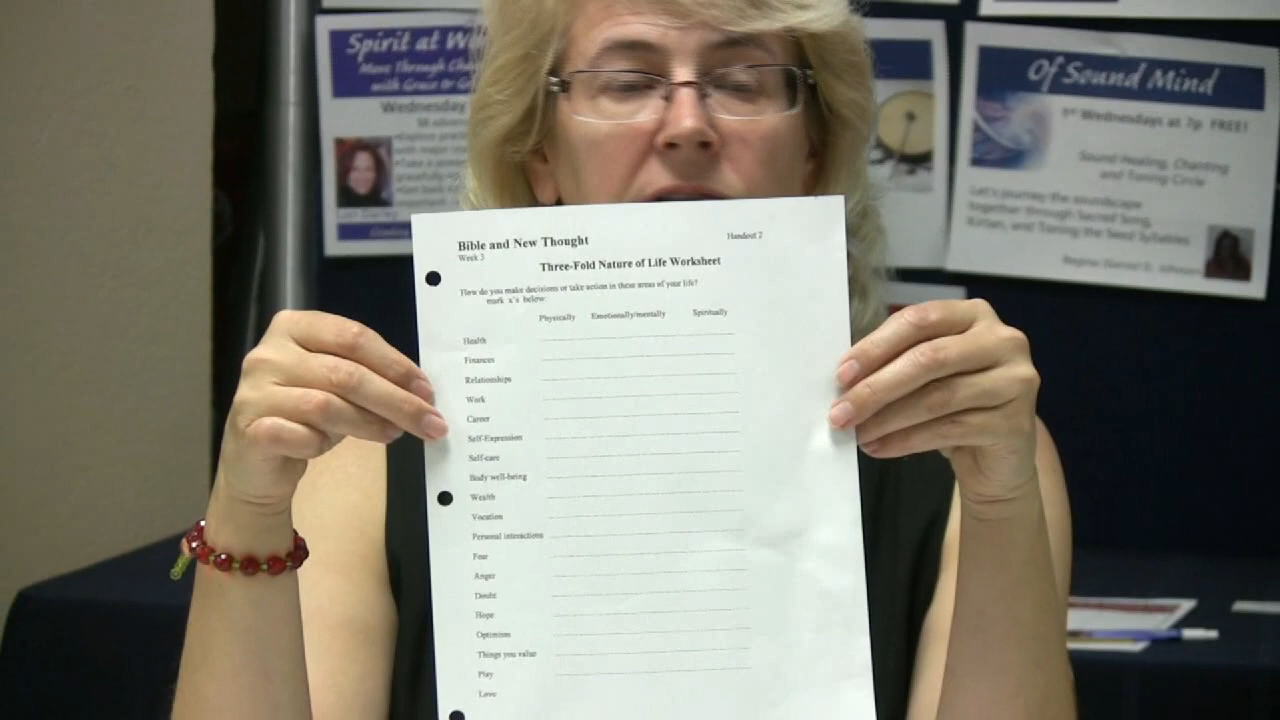 Spirit at
Move Through
with Grace &
Wednesday
Of Sound Mind
1st Wednesdays at 7p FREE!
Sound Healing, Chanting
and Toning Circle
Let's journey the soundscape
together through Sacred Song,
Kirtan, and Toning the Seed Syllables
Bible and New Thought
Handout 2
Week 3
Three-Fold Nature of Life Worksheet
How do you make decisions or take action in these areas of your life?
mark 'x's below:
Physically Emotionally/mentally Spiritually
Health
Finances
Relationships
Work
Career
Self-Expression
Self-care
Body well-being
Wealth
Vocation
Personal interactions
Fear
Anger
Doubt
Hope
Optimism
Things you value
Play
Love